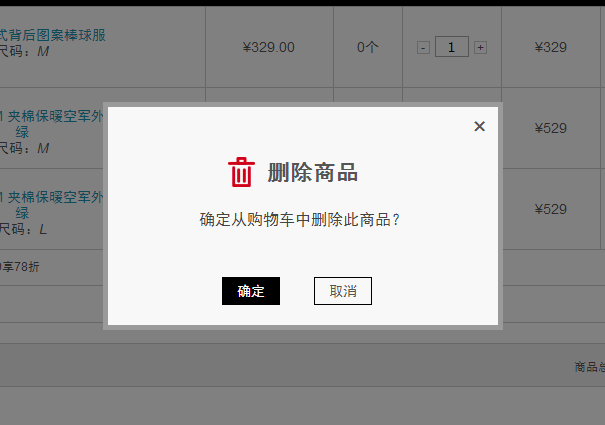 式背后图案棒球服
尺码：M
¥329.00
0个
- 1 +
¥329
M 夹棉保暖空军外
绿
尺码：M
¥529
M 夹棉保暖空军外
绿
尺码：L
¥529
享78折
×
删除商品
确定从购物车中删除此商品？
确定
取消
商品总